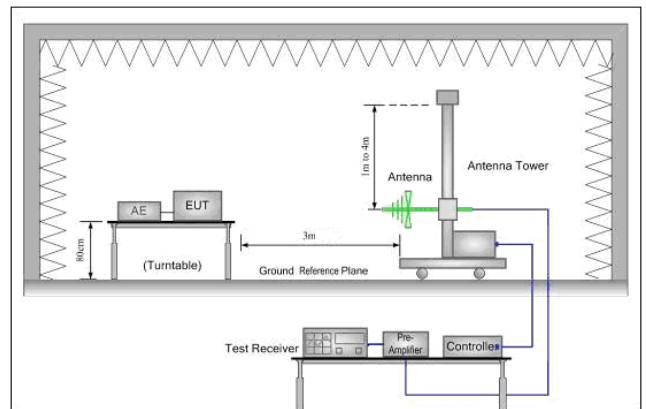 1m to 4m
Antenna
Antenna Tower
AE
EUT
80cm
(Turntable)
3m
Ground Reference Plane
Test Receiver
Pre-
Amplifier
Controller